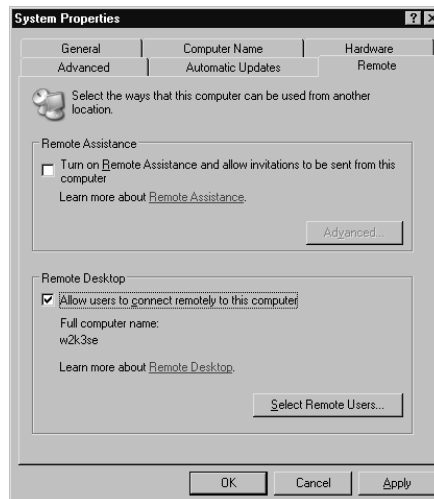 System Properties
General Computer Name Hardware
Advanced Automatic Updates Remote
Select the ways that this computer can be used from another
location.
Remote Assistance
Turn on Remote Assistance and allow invitations to be sent from this
computer
Learn more about Remote Assistance.
Advanced...
Remote Desktop
Allow users to connect remotely to this computer
Full computer name:
w2k3se
Learn more about Remote Desktop.
Select Remote Users...
OK Cancel Apply